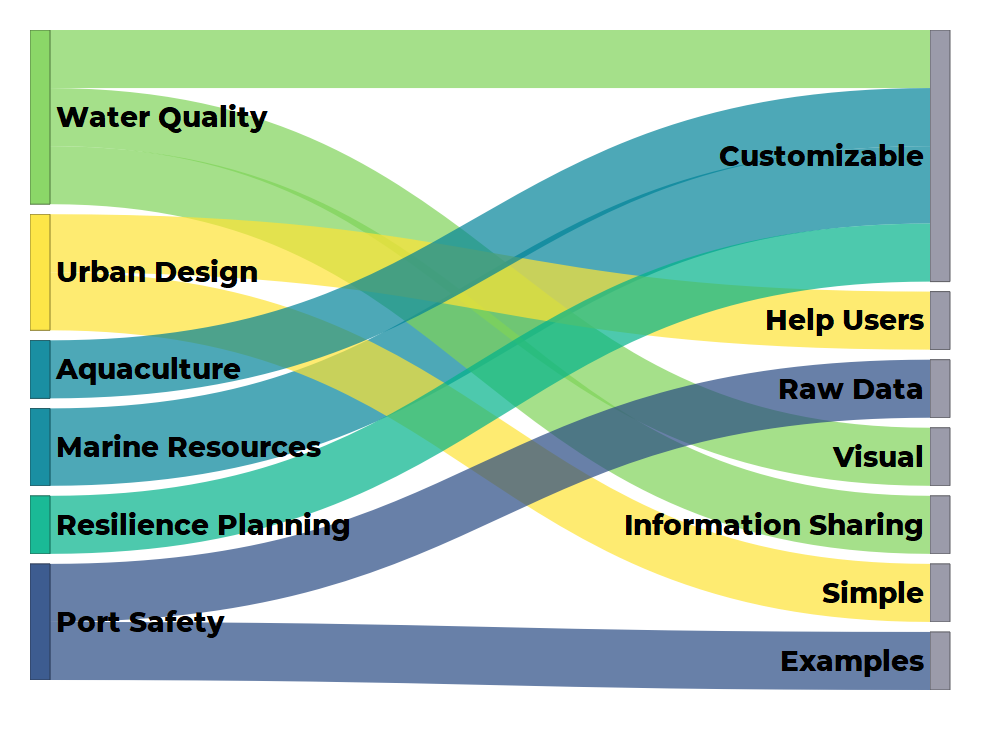 Water Quality
Urban Design
Aquaculture
Marine Resources
Resilience Planning
Port Safety
Customizable
Help Users
Raw Data
Visual
Information Sharing
Simple
Examples